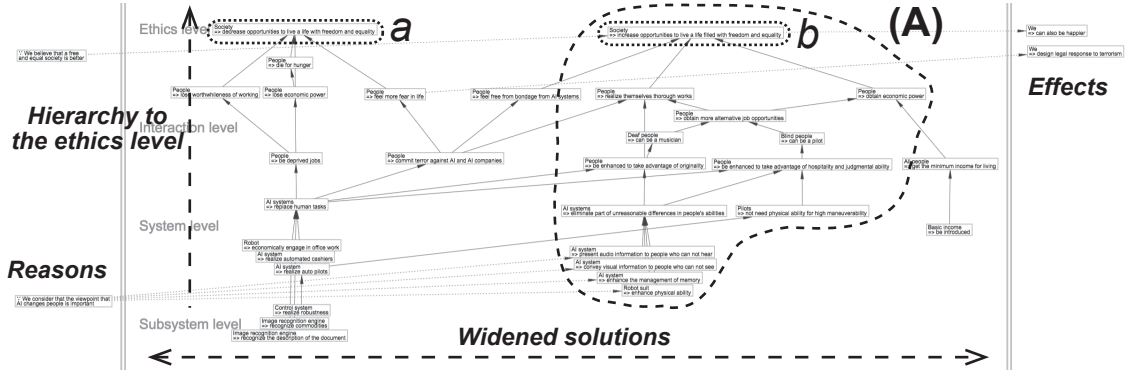 Ethics level
Society
=> decrease opportunities to live a life with freedom and equality
a
Society
=> increase opportunities to live a life filled with freedom and equality
b
(A)
We
=> can also be happier
∵ We believe that a free
and equal society is better
We
=> design legal response to terrorism
People
=> die for hunger
People
=> lose worthwhileness of working
People
=> lose economic power
People
=> feel more fear in life
People
=> feel free from bondage from AI systems
People
=> realize themselves thorough works
People
=> obtain economic power
Effects
Hierarchy to
the ethics level
Interaction level
People
=> obtain more alternative job opportunities
Deaf people
=> can be a musician
Blind people
=> can be a pilot
People
=> be deprived jobs
People
=> commit terror against AI and AI companies
People
=> be enhanced to take advantage of originality
People
=> be enhanced to take advantage of hospitality and judgmental ability
All people
=> get the minimum income for living
AI systems
=> replace human tasks
AI systems
=> eliminate part of unreasonable differences in people's abilities
Pilots
=> not need physical ability for high maneuverability
System level
Basic income
=> be introduced
Robot
=> economically engage in office work
AI system
=> realize automated cashiers
AI system
=> realize auto pilots
AI system
=> present audio information to people who can not hear
AI system
=> convey visual information to people who can not see
AI system
=> enhance the management of memory
Robot suit
=> enhance physical ability
Reasons
∵ We consider that the viewpoint that
AI changes people is important
Control system
=> realize robustness
Subsystem level
Image recognition engine
=> recognize commodities
Image recognition engine
=> recognize the description of the document
Widened solutions